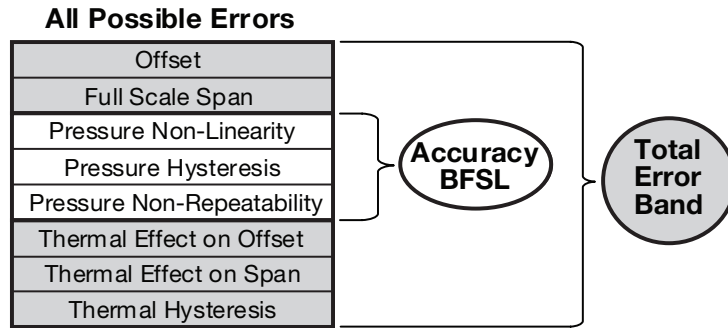 All Possible Errors
Offset
Full Scale Span
Pressure Non-Linearity
Pressure Hysteresis
Pressure Non-Repeatability
Thermal Effect on Offset
Thermal Effect on Span
Thermal Hysteresis
Accuracy
BFSL
Total
Error
Band